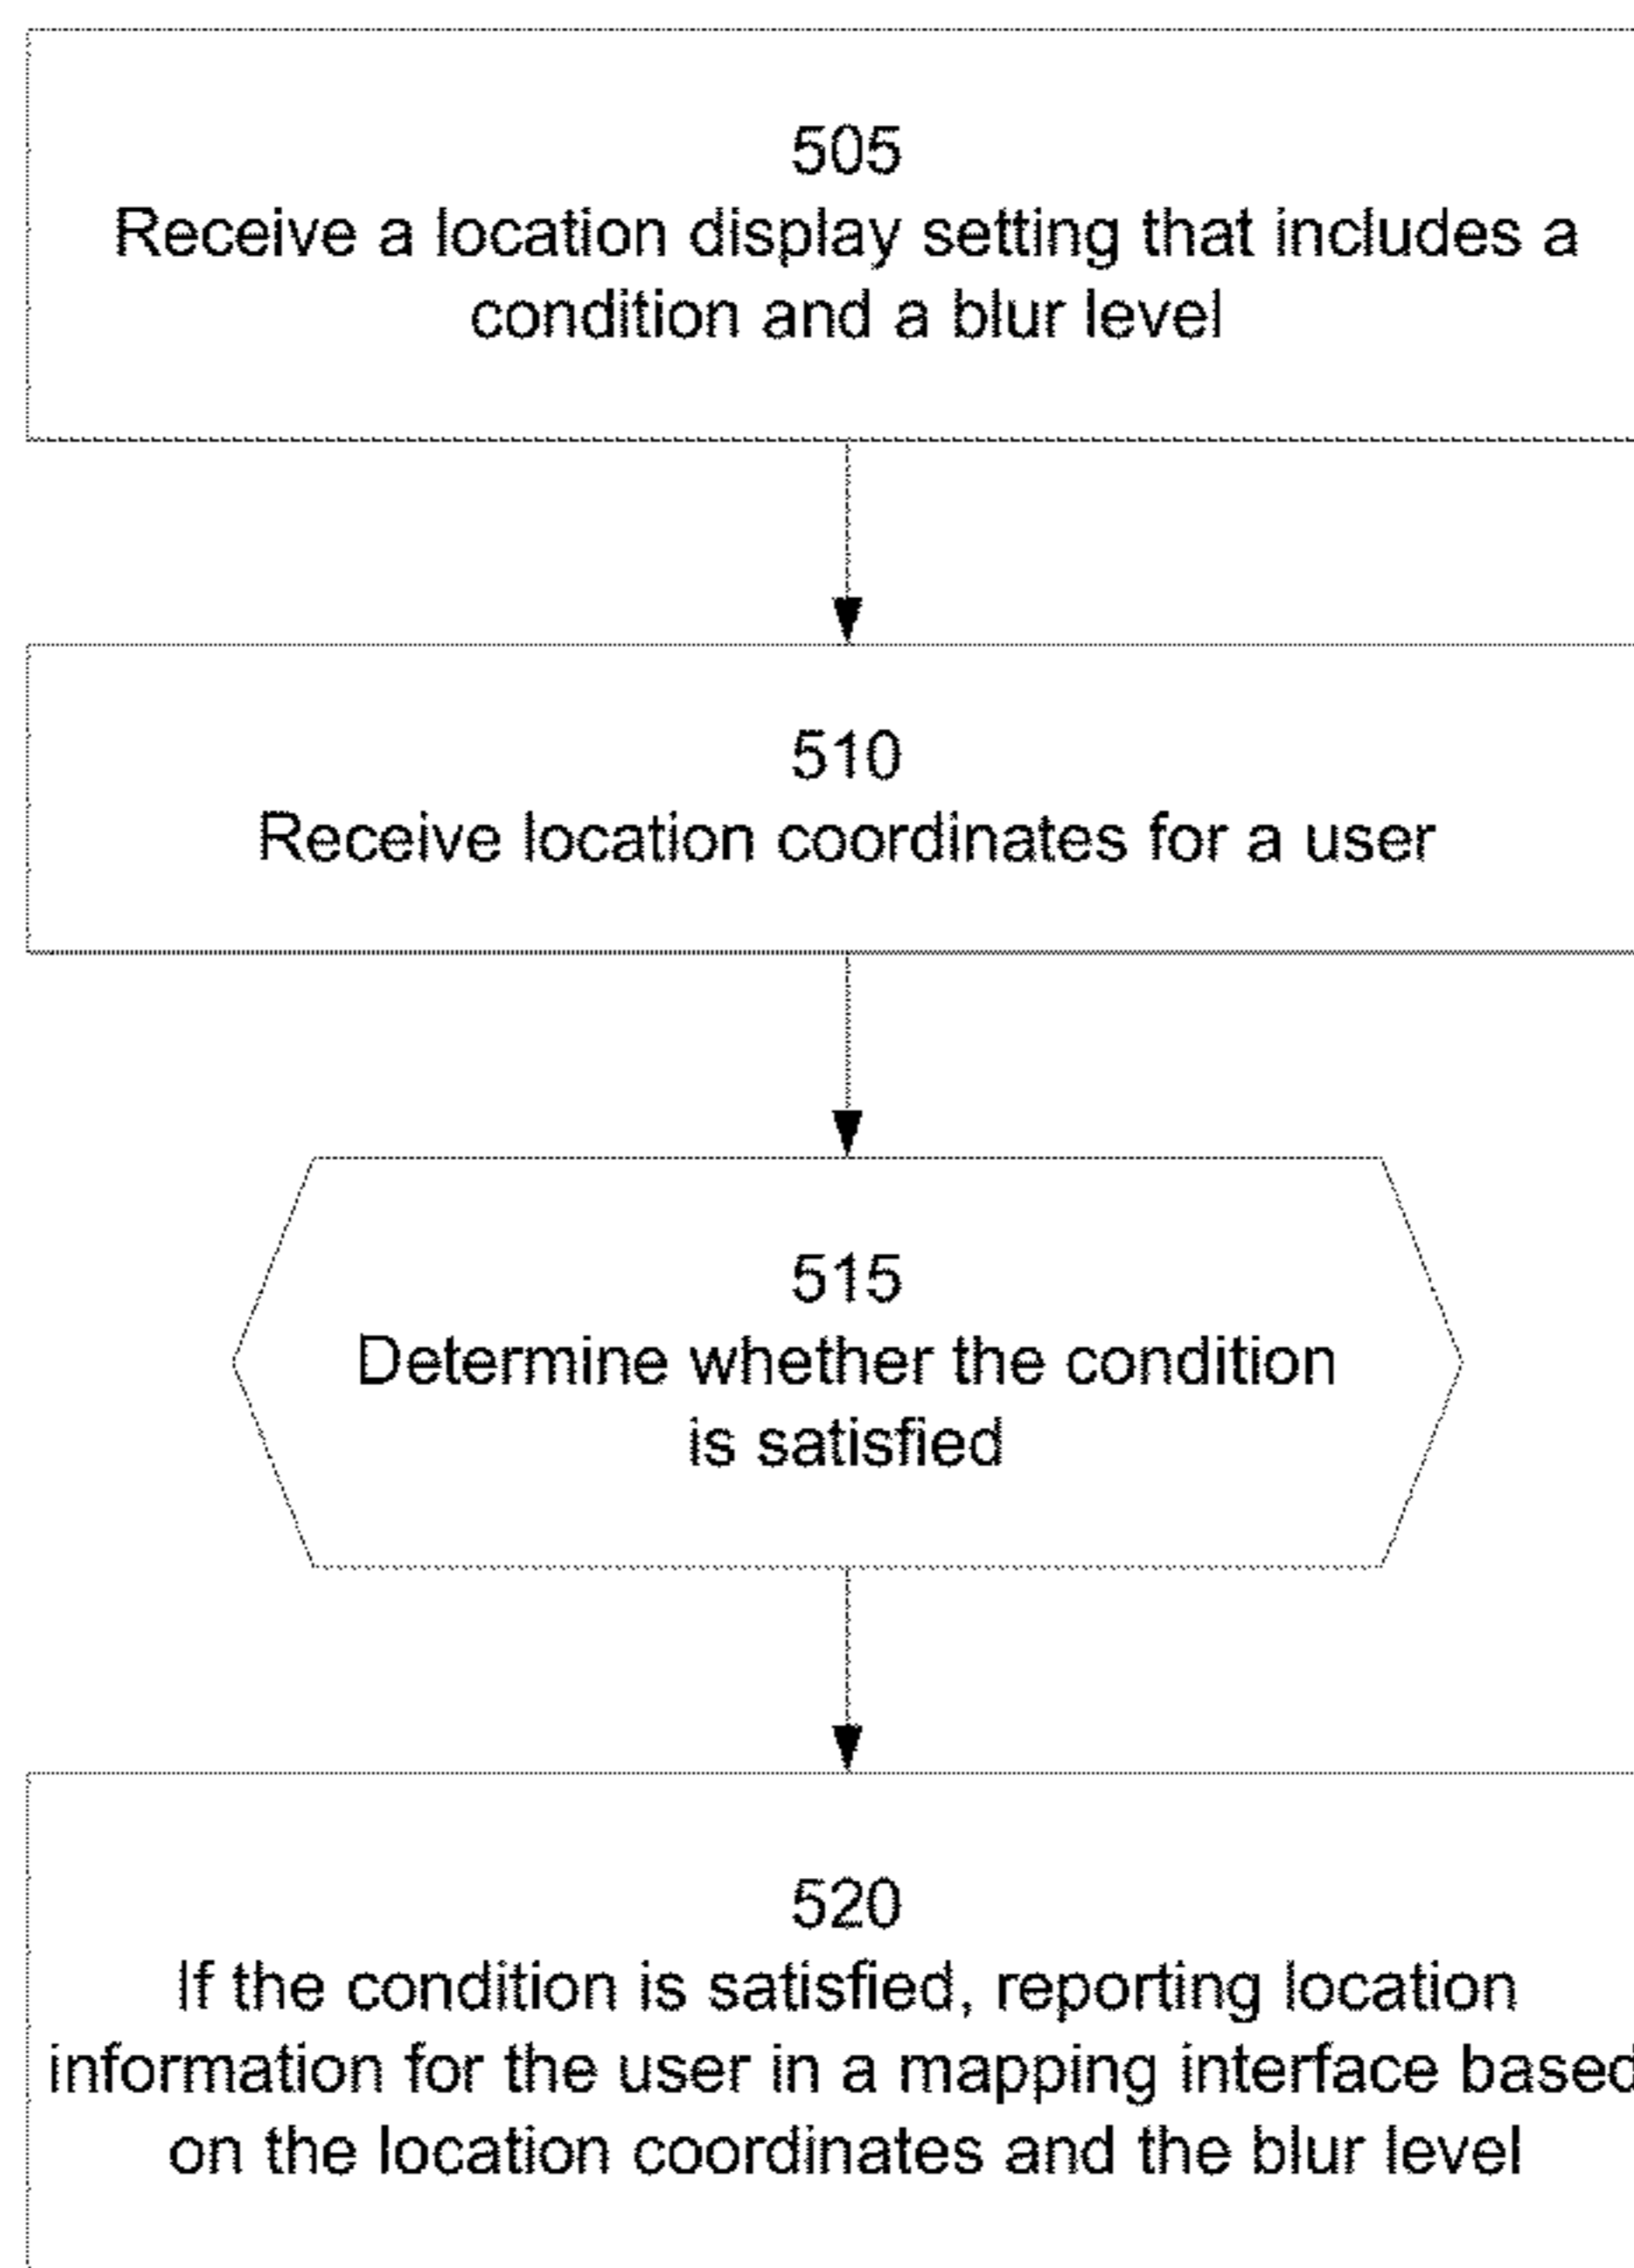 505
Receive a location display setting that includes a
condition and a blur level
510
Receive location coordinates for a user
515
Determine whether the condition
is satisfied
520
If the condition is satisfied, reporting location
information for the user in a mapping interface based
on the location coordinates and the blur level